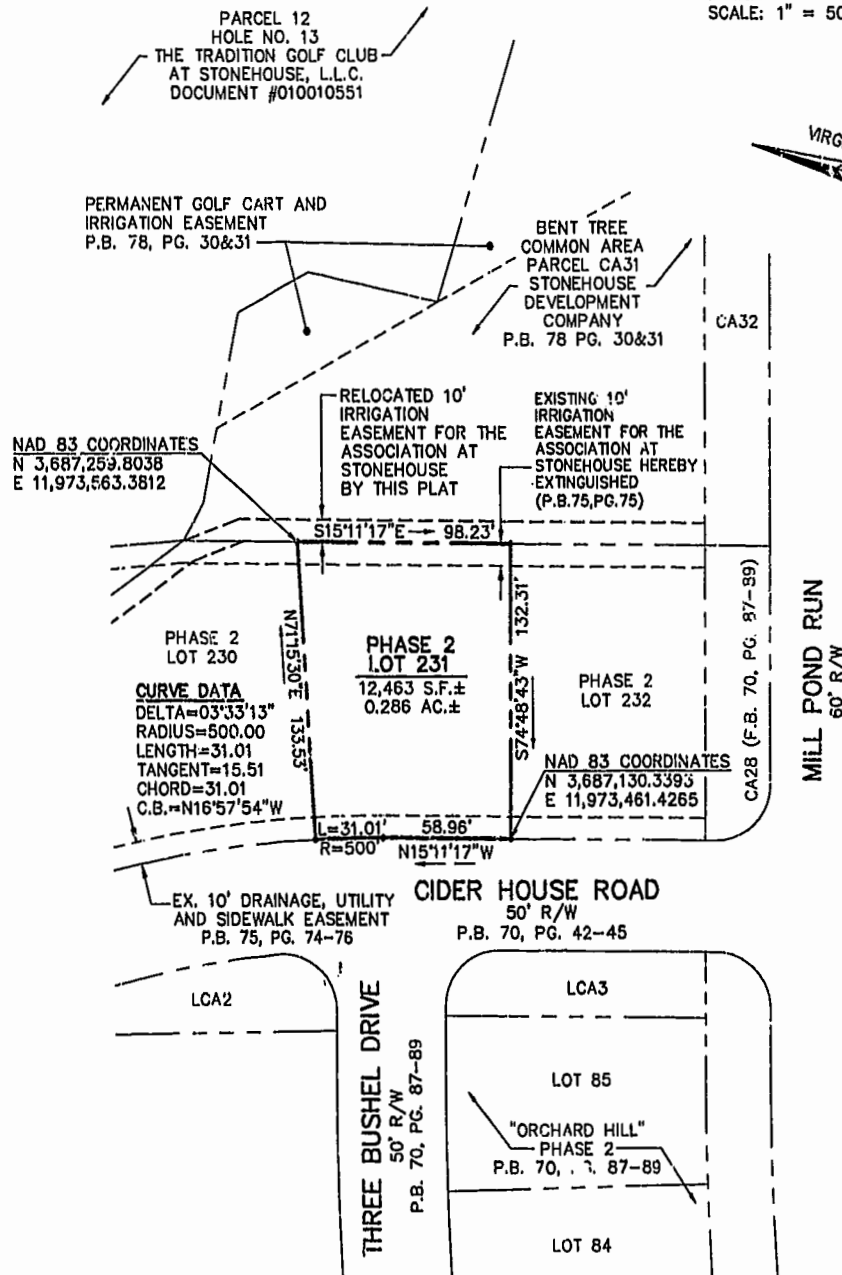 PARCEL 12
HOLE NO. 13
THE TRADITION GOLF CLUB
AT STONEHOUSE, L.L.C.
DOCUMENT #010010551
SCALE: 1" = 50
VIRG
PERMANENT GOLF CART AND
IRRIGATION EASEMENT
P.B. 78, PG. 30&31
BENT TREE
COMMON AREA
PARCEL CA31
STONEHOUSE
DEVELOPMENT
COMPANY
P.B. 78 PG. 30&31
CA32
RELOCATED 10'
IRRIGATION
EASEMENT FOR THE
ASSOCIATION AT
STONEHOUSE
BY THIS PLAT
EXISTING 10'
IRRIGATION
EASEMENT FOR THE
ASSOCIATION AT
STONEHOUSE HEREBY
EXTINGUISHED
(P.B.75,PG.75)
NAD 83 COORDINATES
N 3,687,259.8038
E 11,973,563.3812
S15°11'17"E 98.23'
N71°15'30"E 133.53'
S74°48'43"W 132.31'
PHASE 2
LOT 230
PHASE 2
LOT 231
12,463 S.F.±
0.286 AC.±
PHASE 2
LOT 232
CURVE DATA
DELTA=03°33'13"
RADIUS=500.00
LENGTH=31.01
TANGENT=15.51
CHORD=31.01
C.B.=N16°57'54"W
NAD 83 COORDINATES
N 3,687,130.3393
E 11,973,461.4265
CA28 (P.B. 70, PG. 87-89)
MILL POND RUN
60' R/W
L=31.01'
R=500'
58.96'
N15°11'17"W
EX. 10' DRAINAGE, UTILITY
AND SIDEWALK EASEMENT
P.B. 75, PG. 74-76
CIDER HOUSE ROAD
50' R/W
P.B. 70, PG. 42-45
LCA2
LCA3
THREE BUSHEL DRIVE
50' R/W
P.B. 70, PG. 87-89
LOT 85
"ORCHARD HILL"
PHASE 2
P.B. 70, 87-89
LOT 84